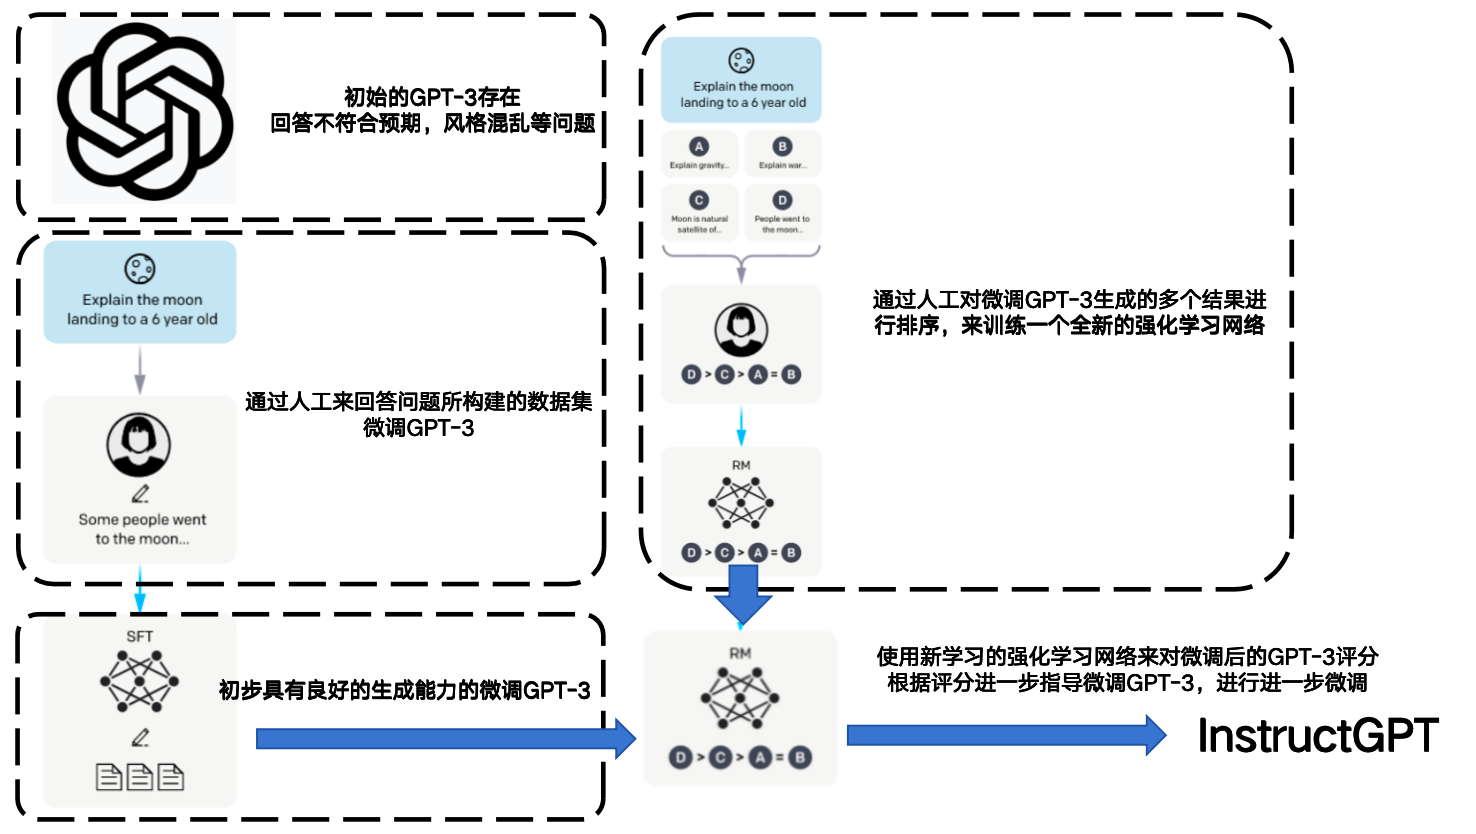 初始的GPT-3存在
回答不符合预期，风格混乱等问题
Explain the moon
landing to a 6 year old
Some people went
to the moon...
通过人工来回答问题所构建的数据集
微调GPT-3
SFT
初步具有良好的生成能力的微调GPT-3
Explain the moon
landing to a 6 year old
A
Explain gravity...
B
Explain war...
C
Moon is natural
satellite of...
D
People went to
the moon...
D > C > A = B
RM
D > C > A = B
通过人工对微调GPT-3生成的多个结果进
行排序，来训练一个全新的强化学习网络
RM
D > C > A = B
使用新学习的强化学习网络来对微调后的GPT-3评分
根据评分进一步指导微调GPT-3，进行进一步微调
InstructGPT